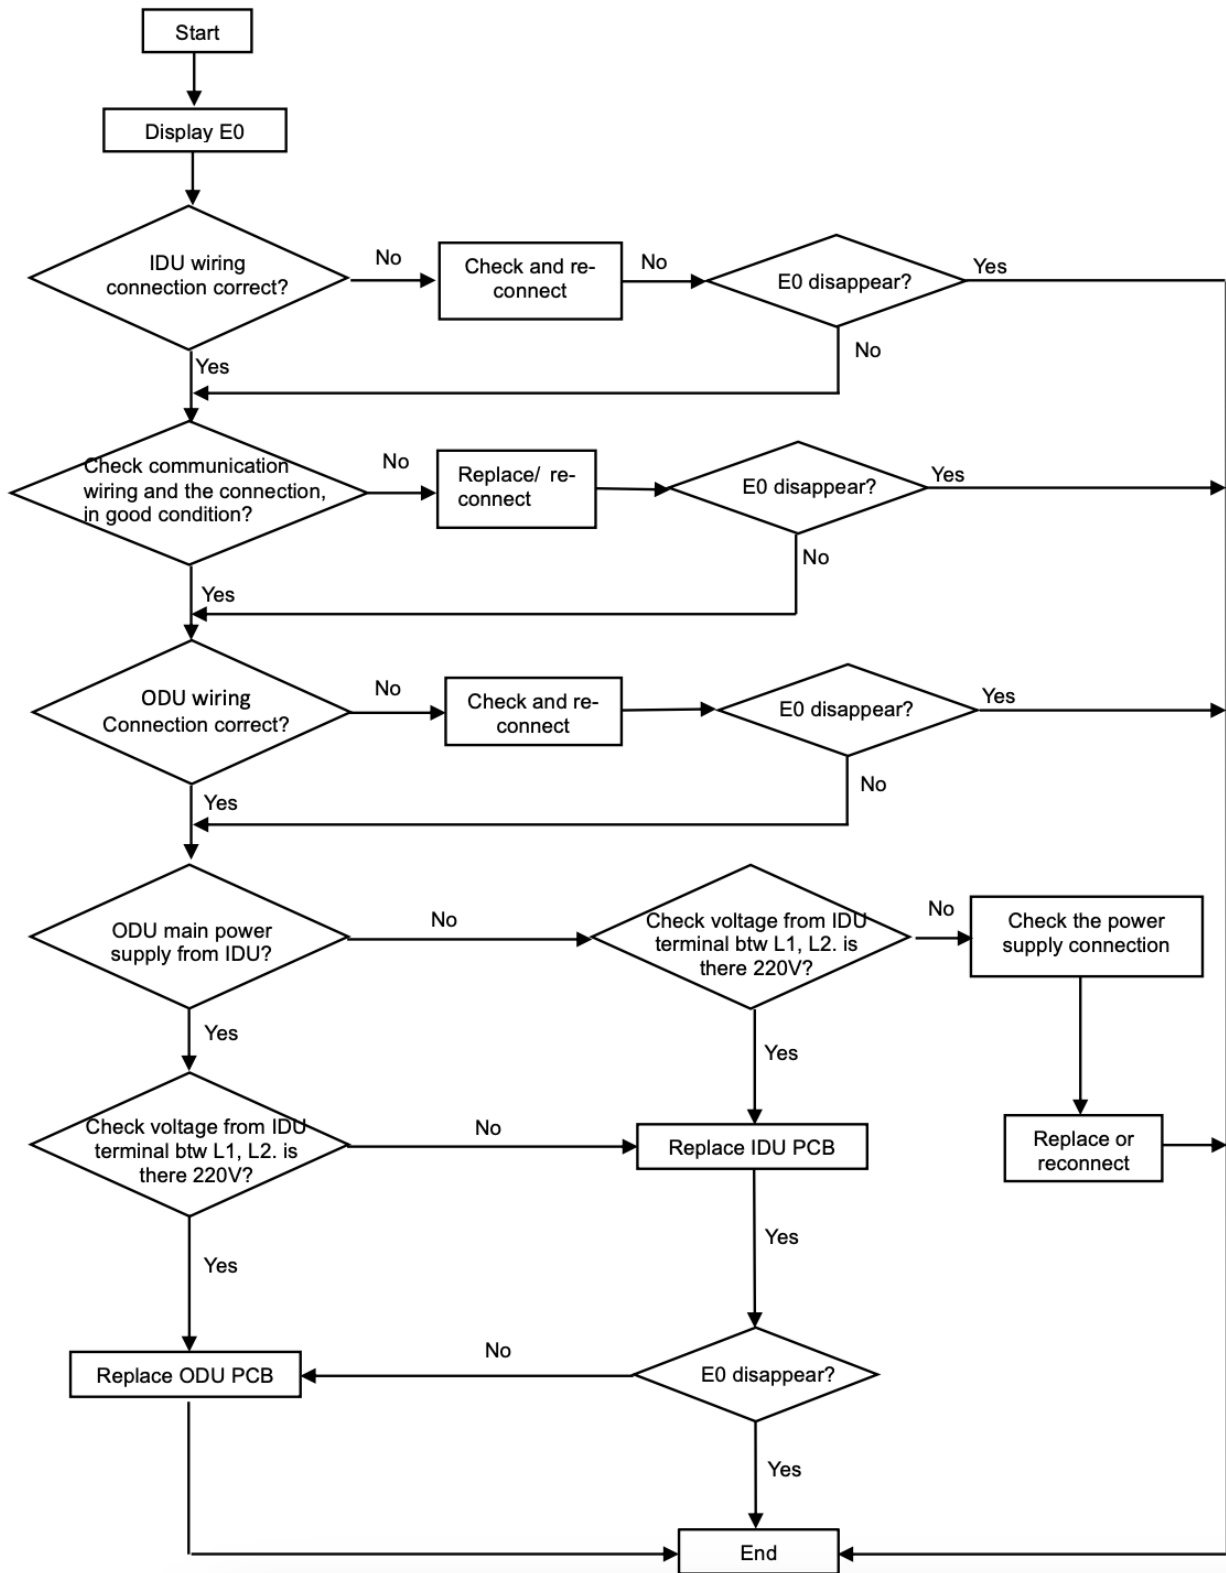 Start
Display E0
IDU wiring
connection correct?
No
Check and re-
connect
No
E0 disappear?
Yes
No
Yes
Check communication
wiring and the connection,
in good condition?
No
Replace/ re-
connect
E0 disappear?
Yes
No
Yes
ODU wiring
Connection correct?
No
Check and re-
connect
E0 disappear?
Yes
No
Yes
ODU main power
supply from IDU?
No
Check voltage from IDU
terminal btw L1, L2. is
there 220V?
No
Check the power
supply connection
Yes
Yes
Check voltage from IDU
terminal btw L1, L2. is
there 220V?
No
Replace IDU PCB
Replace or
reconnect
Yes
Yes
Replace ODU PCB
No
E0 disappear?
Yes
End